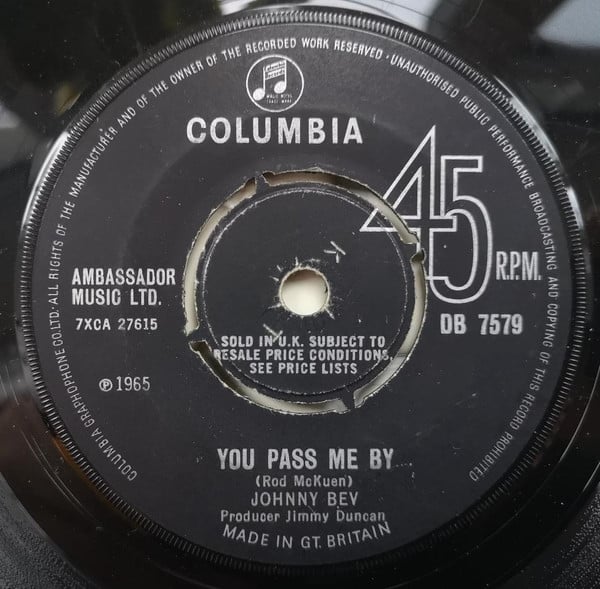 COLUMBIA GRAPHOPHONE CO.LTD. ALL RIGHTS OF THE MANUFACTURER AND OF THE OWNER OF THE RECORDED WORK RESERVED · UNAUTHORISED PUBLIC PERFORMANCE BROADCASTING AND COPYING OF THIS RECORD PROHIBITED
COLUMBIA
45
R.P.M.
AMBASSADOR
MUSIC LTD.
7XCA 27615
DB 7579
℗ 1965
K
SOLD IN U.K. SUBJECT TO
RESALE PRICE CONDITIONS,
SEE PRICE LISTS
YOU PASS ME BY
(Rod McKuen)
JOHNNY BEV
Producer Jimmy Duncan
MADE IN GT. BRITAIN